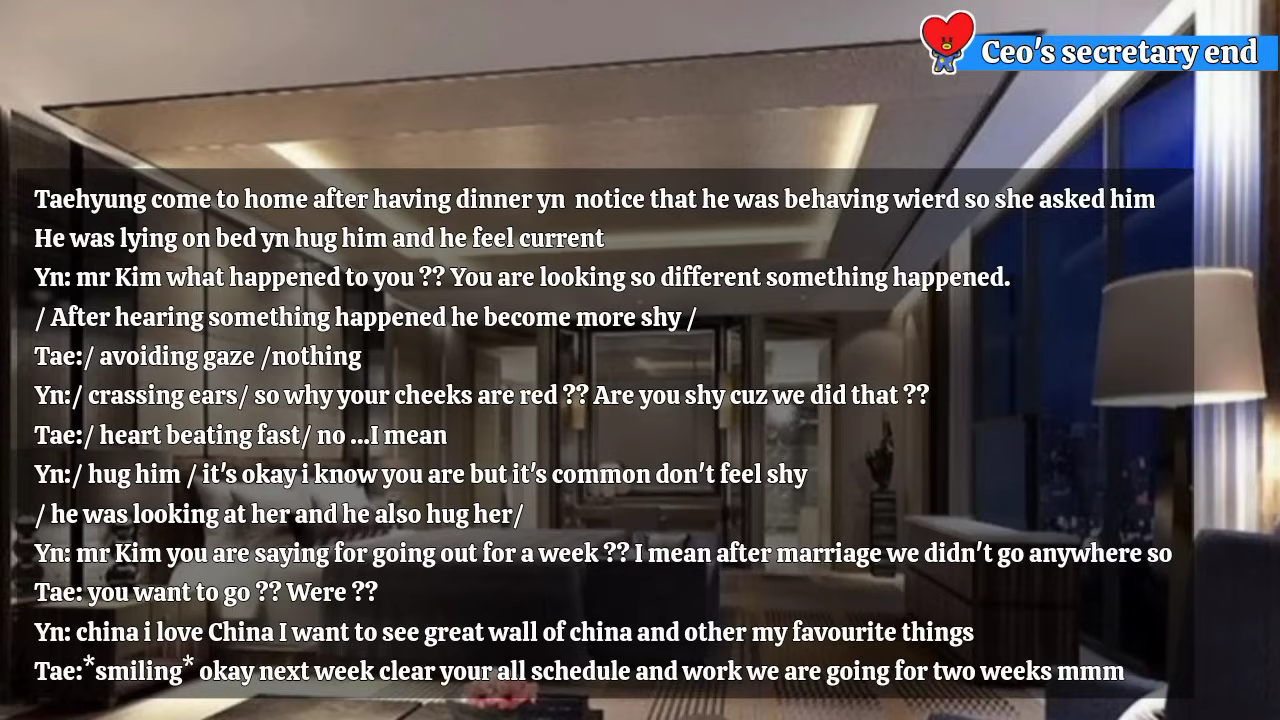 Ceo's secretary end
Taehyung come to home after having dinner yn  notice that he was behaving wierd so she asked him
He was lying on bed yn hug him and he feel current
Yn: mr Kim what happened to you ?? You are looking so different something happened.
/ After hearing something happened he become more shy /
Tae:/ avoiding gaze /nothing
Yn:/ crassing ears/ so why your cheeks are red ?? Are you shy cuz we did that ??
Tae:/ heart beating fast/ no ...I mean
Yn:/ hug him / it's okay i know you are but it's common don't feel shy
/ he was looking at her and he also hug her/
Yn: mr Kim you are saying for going out for a week ?? I mean after marriage we didn't go anywhere so
Tae: you want to go ?? Were ??
Yn: china i love China I want to see great wall of china and other my favourite things
Tae:*smiling* okay next week clear your all schedule and work we are going for two weeks mmm